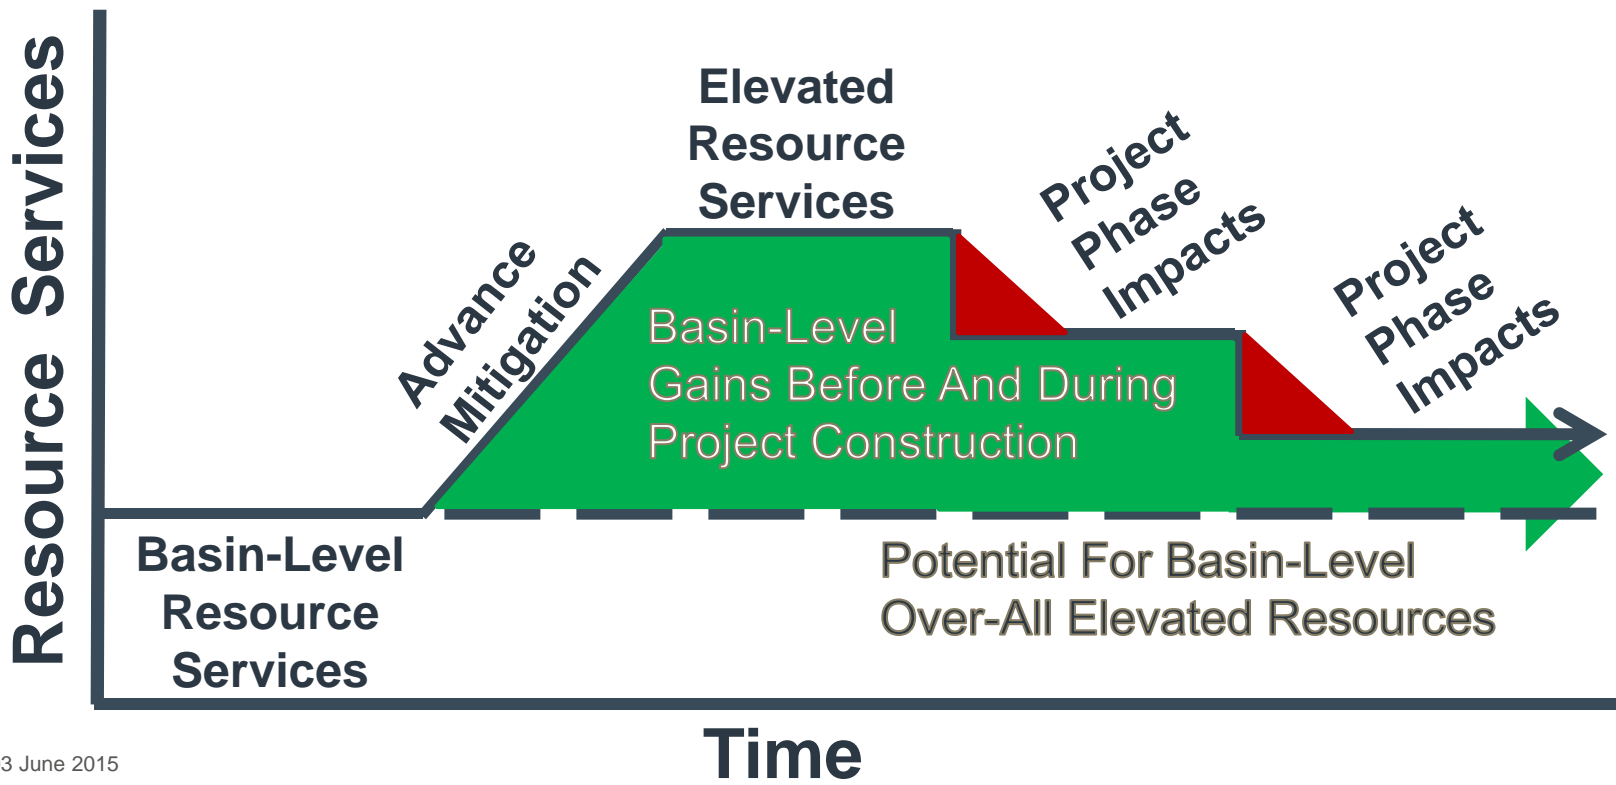 Resource Services
Elevated
Resource
Services
Project
Phase
Impacts
Project
Phase
Impacts
Advance
Mitigation
Basin-Level
Gains Before And During
Project Construction
Basin-Level
Resource
Services
Potential For Basin-Level
Over-All Elevated Resources
Time
3 June 2015